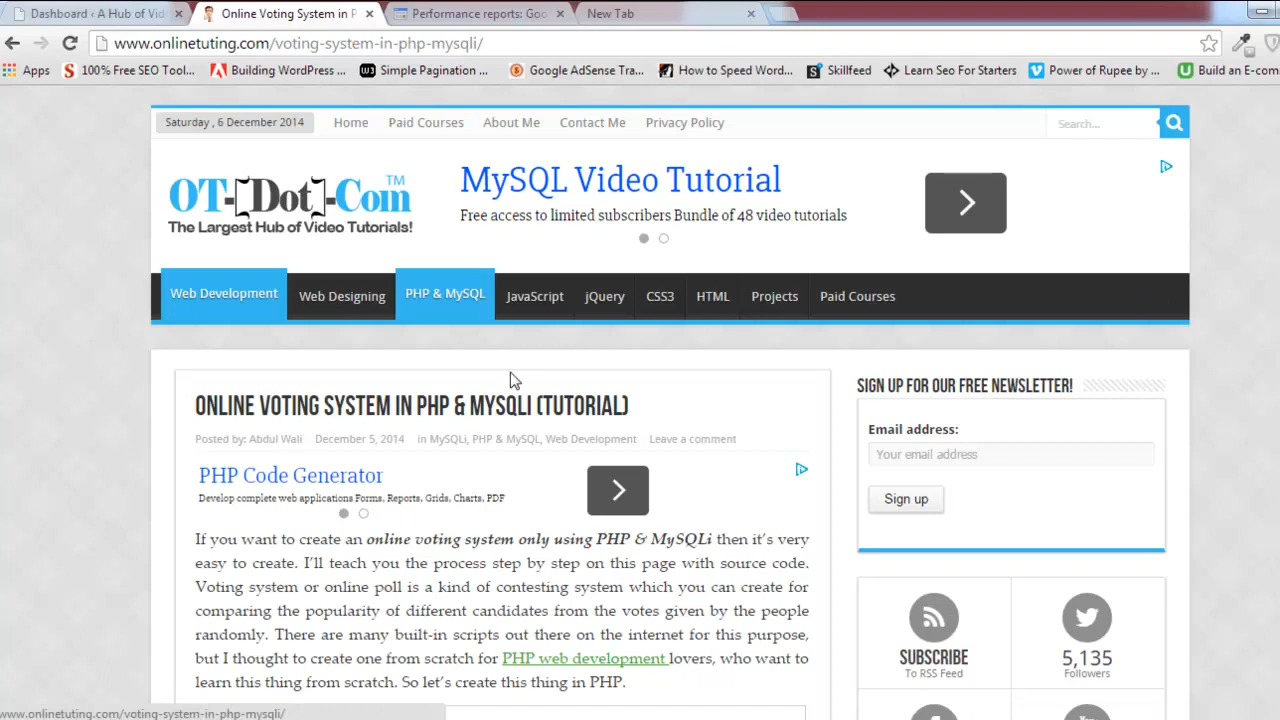 Dashboard ‹ A Hub of Vid
Online Voting System in P
Performance reports: Goo
New Tab
www.onlinetuting.com/voting-system-in-php-mysqli/
Apps
100% Free SEO Tool...
Building WordPress ...
Simple Pagination ...
Google AdSense Tra...
How to Speed Word...
Skillfeed
Learn Seo For Starters
Power of Rupee by ...
Build an E-com
Saturday , 6 December 2014
Home
Paid Courses
About Me
Contact Me
Privacy Policy
Search...
OT-[Dot]-Com™
The Largest Hub of Video Tutorials!
MySQL Video Tutorial
Free access to limited subscribers Bundle of 48 video tutorials
Web Development
Web Designing
PHP & MySQL
JavaScript
jQuery
CSS3
HTML
Projects
Paid Courses
ONLINE VOTING SYSTEM IN PHP & MYSQLI (TUTORIAL)
Posted by: Abdul Wali December 5, 2014 in MySQLi, PHP & MySQL, Web Development Leave a comment
PHP Code Generator
Develop complete web applications Forms, Reports, Grids, Charts, PDF
If you want to create an online voting system only using PHP & MySQLi then it's very
easy to create. I'll teach you the process step by step on this page with source code.
Voting system or online poll is a kind of contesting system which you can create for
comparing the popularity of different candidates from the votes given by the people
randomly. There are many built-in scripts out there on the internet for this purpose,
but I thought to create one from scratch for PHP web development lovers, who want to
learn this thing from scratch. So let's create this thing in PHP.
SIGN UP FOR OUR FREE NEWSLETTER!
Email address:
Your email address
Sign up
SUBSCRIBE
To RSS Feed
5,135
Followers
www.onlinetuting.com/voting-system-in-php-mysqli/